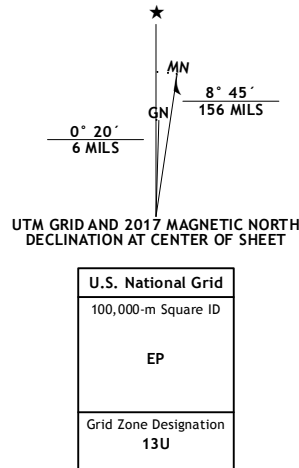 ★
MN
GN
8° 45´
156 MILS
0° 20´
6 MILS
UTM GRID AND 2017 MAGNETIC NORTH
DECLINATION AT CENTER OF SHEET
U.S. National Grid
100,000-m Square ID
EP
Grid Zone Designation
13U